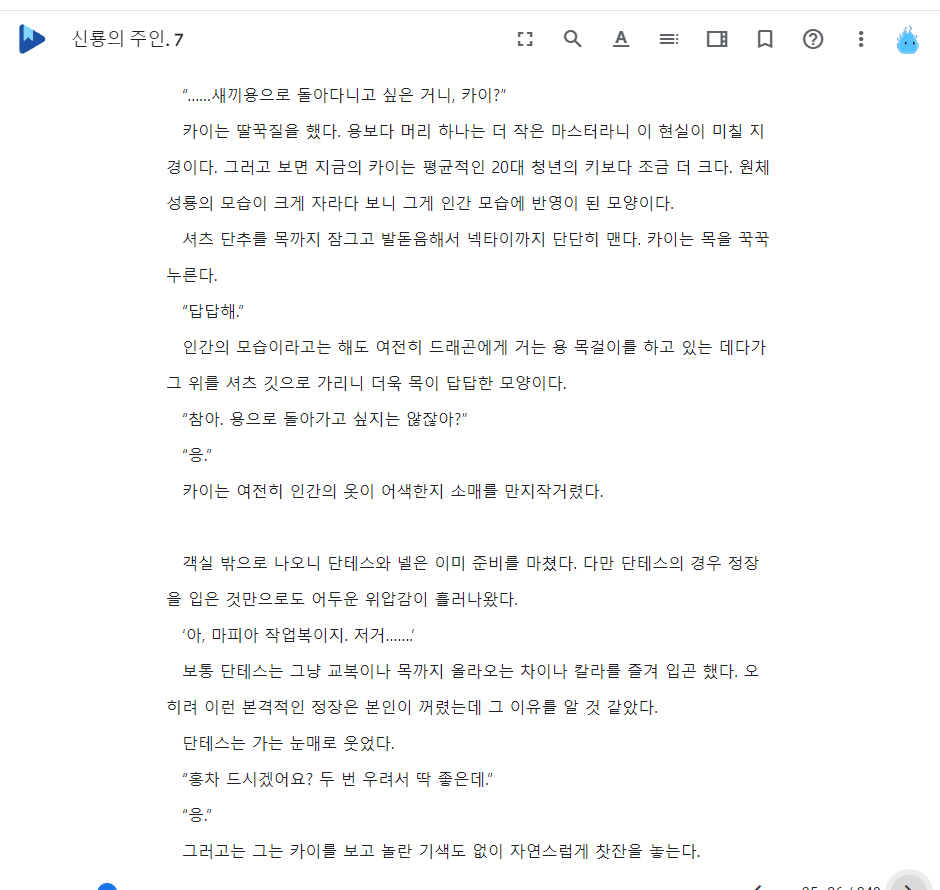 신룡의 주인. 7
“......새끼용으로 돌아다니고 싶은 거니, 카이?”
카이는 딸꾹질을 했다. 용보다 머리 하나는 더 작은 마스터라니 이 현실이 미칠 지
경이다. 그러고 보면 지금의 카이는 평균적인 20대 청년의 키보다 조금 더 크다. 원체
성룡의 모습이 크게 자라다 보니 그게 인간 모습에 반영이 된 모양이다.
셔츠 단추를 목까지 잠그고 발돋음해서 넥타이까지 단단히 맨다. 카이는 목을 꾹꾹
누른다.
“답답해.”
인간의 모습이라고는 해도 여전히 드래곤에게 거는 용 목걸이를 하고 있는 데다가
그 위를 셔츠 깃으로 가리니 더욱 목이 답답한 모양이다.
“참아. 용으로 돌아가고 싶지는 않잖아?”
“응.”
카이는 여전히 인간의 옷이 어색한지 소매를 만지작거렸다.
객실 밖으로 나오니 단테스와 넬은 이미 준비를 마쳤다. 다만 단테스의 경우 정장
을 입은 것만으로도 어두운 위압감이 흘러나왔다.
‘아, 마피아 작업복이지. 저거.......’
보통 단테스는 그냥 교복이나 목까지 올라오는 차이나 칼라를 즐겨 입곤 했다. 오
히려 이런 본격적인 정장은 본인이 꺼렸는데 그 이유를 알 것 같았다.
단테스는 가는 눈매로 웃었다.
“홍차 드시겠어요? 두 번 우려서 딱 좋은데.”
“응.”
그러고는 그는 카이를 보고 놀란 기색도 없이 자연스럽게 찻잔을 놓는다.